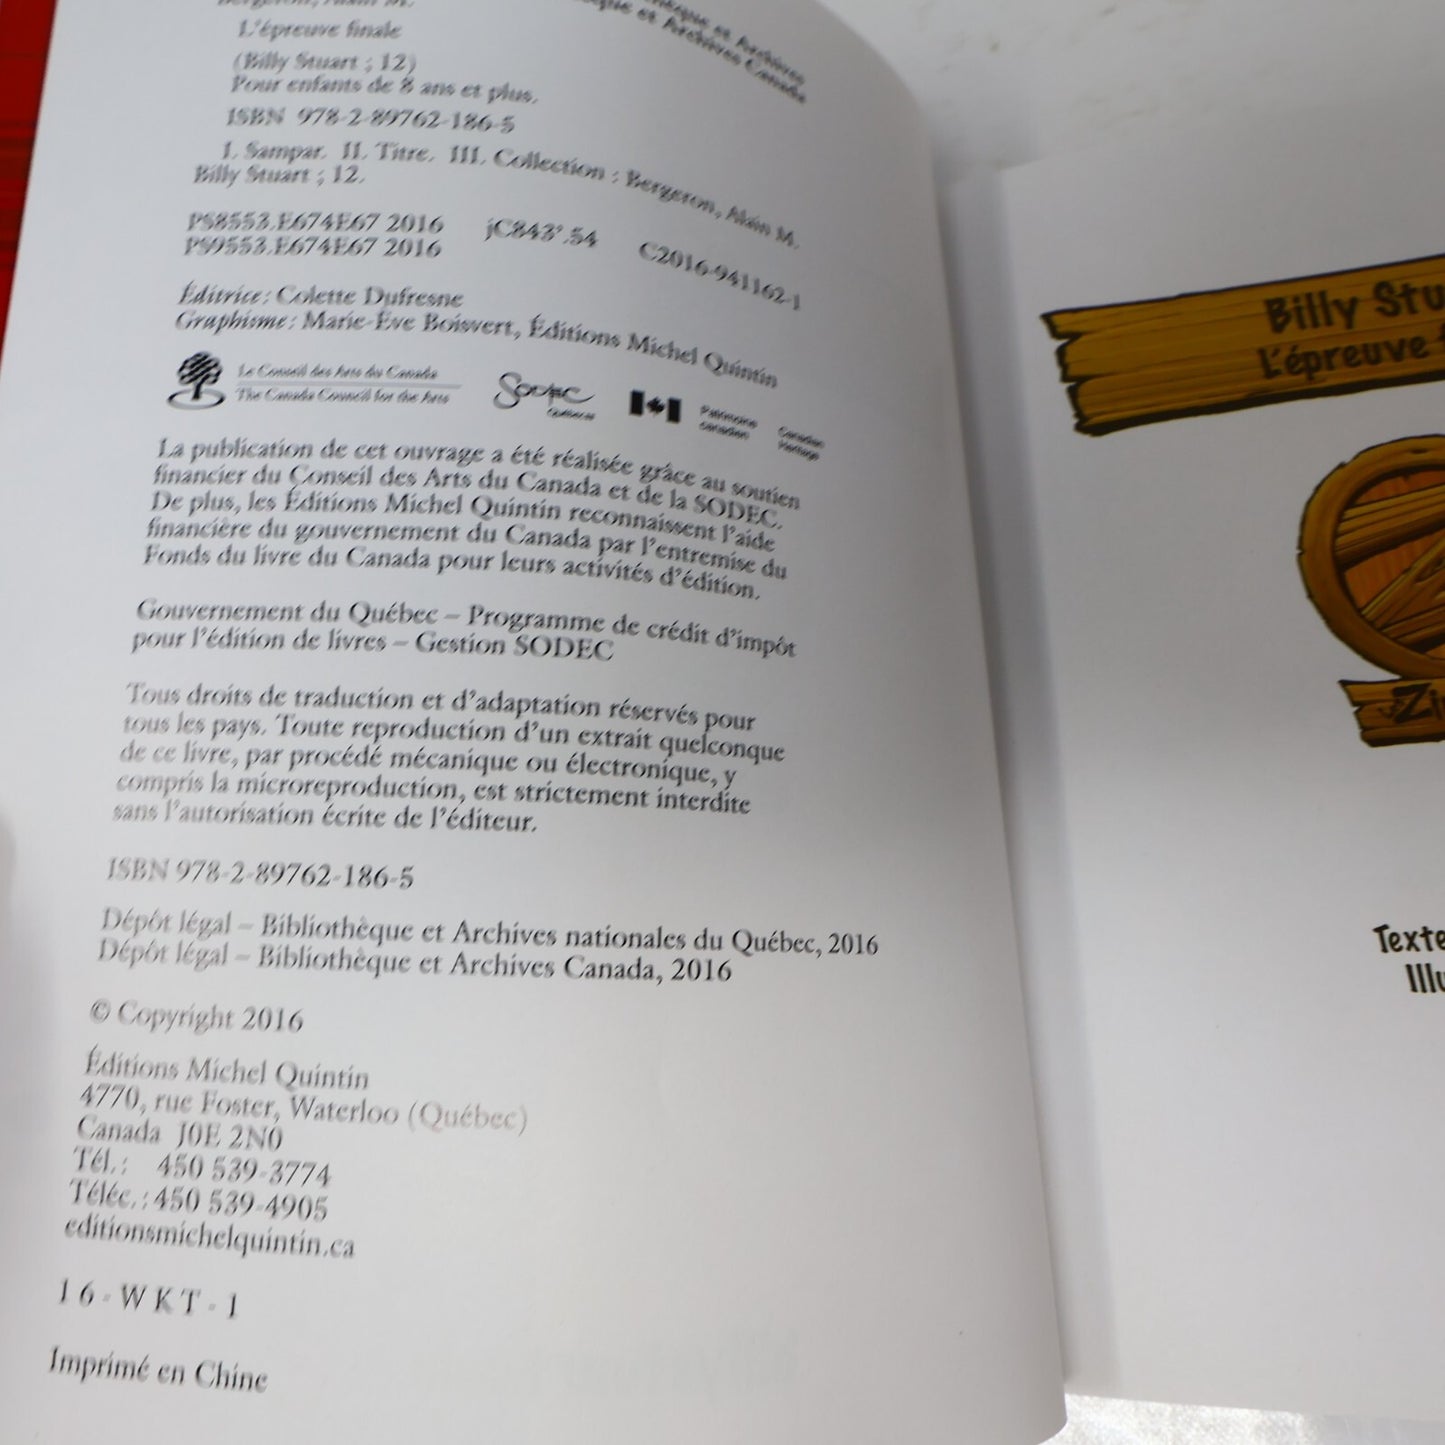 Bergeron, Alain M.
L'épreuve finale
(Billy Stuart ; 12)
Pour enfants de 8 ans et plus.
ISBN 978-2-89762-186-5
I. Sampar. II. Titre. III. Collection : Bergeron, Alain M.
Billy Stuart ; 12.
PS8553.E674E67 2016 jC843'.54 C2016-941162-1
PS9553.E674E67 2016
Éditrice : Colette Dufresne
Graphisme : Marie-Ève Boisvert, Éditions Michel Quintin
Le Conseil des Arts du Canada
The Canada Council for the Arts
SODEC
Québec
Patrimoine
canadien
Canadian
Heritage
La publication de cet ouvrage a été réalisée grâce au soutien
financier du Conseil des Arts du Canada et de la SODEC.
De plus, les Éditions Michel Quintin reconnaissent l'aide
financière du gouvernement du Canada par l'entremise du
Fonds du livre du Canada pour leurs activités d'édition.
Gouvernement du Québec – Programme de crédit d'impôt
pour l'édition de livres – Gestion SODEC
Tous droits de traduction et d'adaptation réservés pour
tous les pays. Toute reproduction d'un extrait quelconque
de ce livre, par procédé mécanique ou électronique, y
compris la microreproduction, est strictement interdite
sans l'autorisation écrite de l'éditeur.
ISBN 978-2-89762-186-5
Dépôt légal – Bibliothèque et Archives nationales du Québec, 2016
Dépôt légal – Bibliothèque et Archives Canada, 2016
© Copyright 2016
Éditions Michel Quintin
4770, rue Foster, Waterloo (Québec)
Canada J0E 2N0
Tél. : 450 539-3774
Téléc. : 450 539-4905
editionsmichelquintin.ca
16-WKT-1
Imprimé en Chine
Billy Stu
L'épreuve f
Zi
Texte
Illu